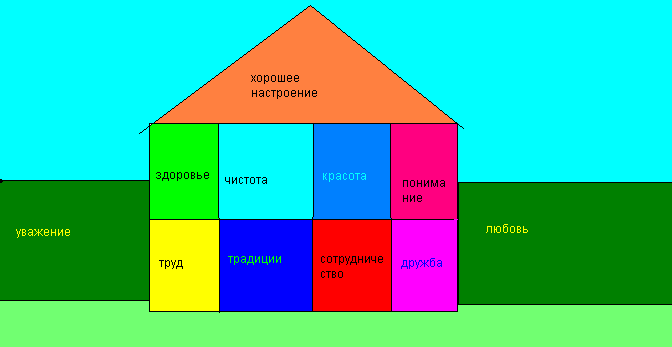 хорошее
настроение
здоровье
чистота
красота
понима
ние
уважение
любовь
труд
традиции
сотрудниче
ство
дружба